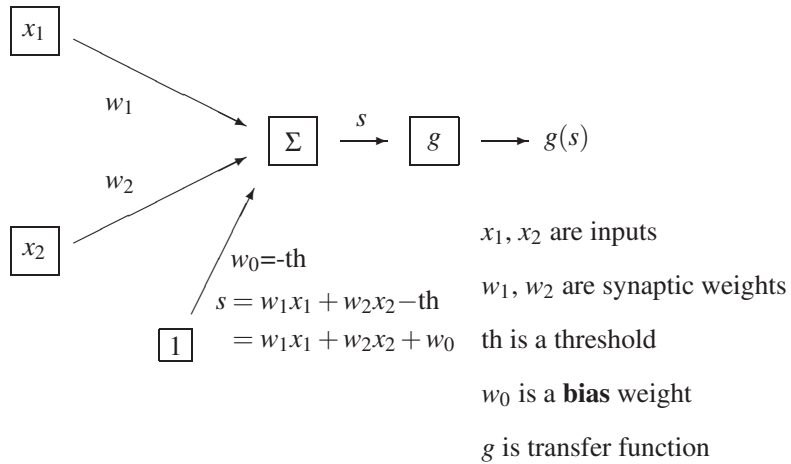 x₁
w₁
Σ
s
g
g(s)
w₂
x₂
w₀=-th
s = w₁x₁ + w₂x₂−th
= w₁x₁ + w₂x₂ + w₀
1
x₁, x₂ are inputs
w₁, w₂ are synaptic weights
th is a threshold
w₀ is a bias weight
g is transfer function